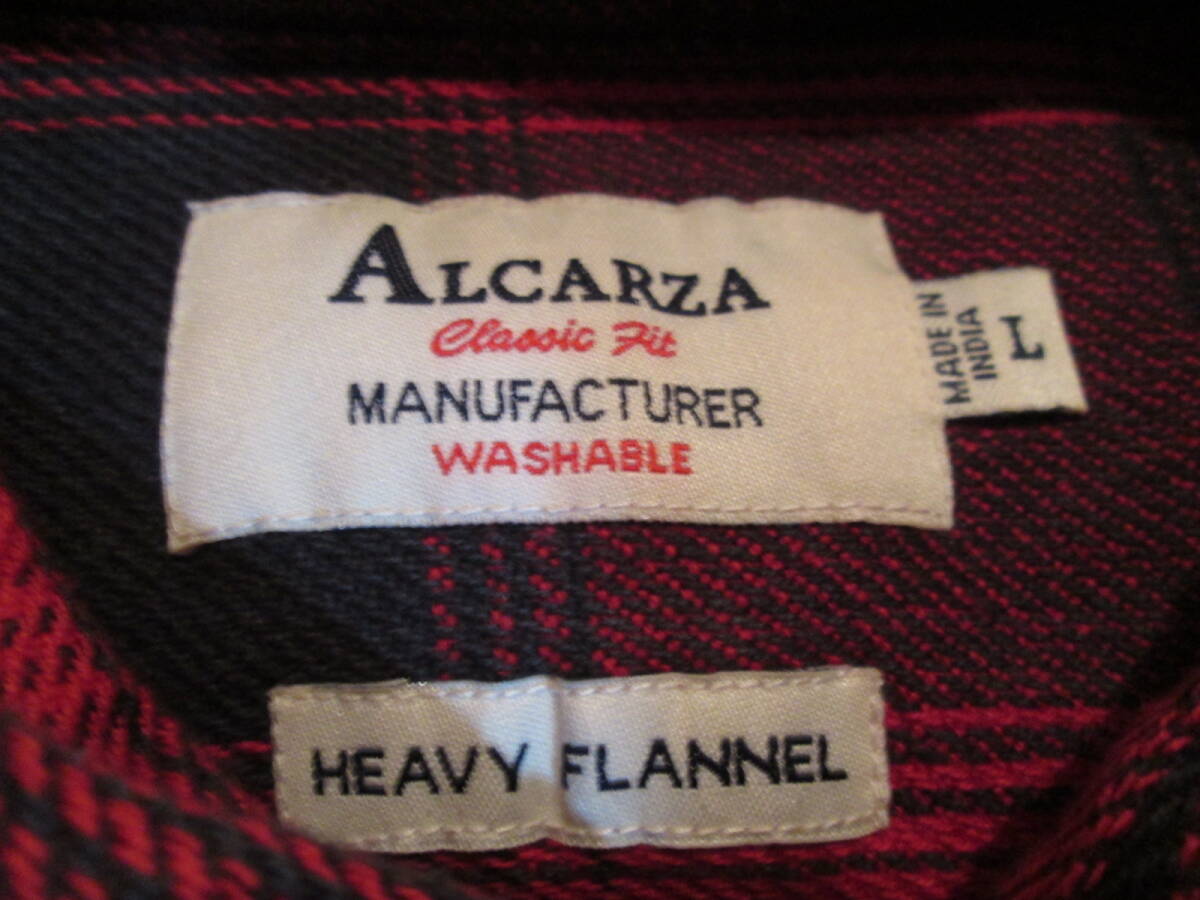 ALCARZA
Classic Fit
MANUFACTURER
WASHABLE
MADE IN
INDIA
L
HEAVY FLANNEL